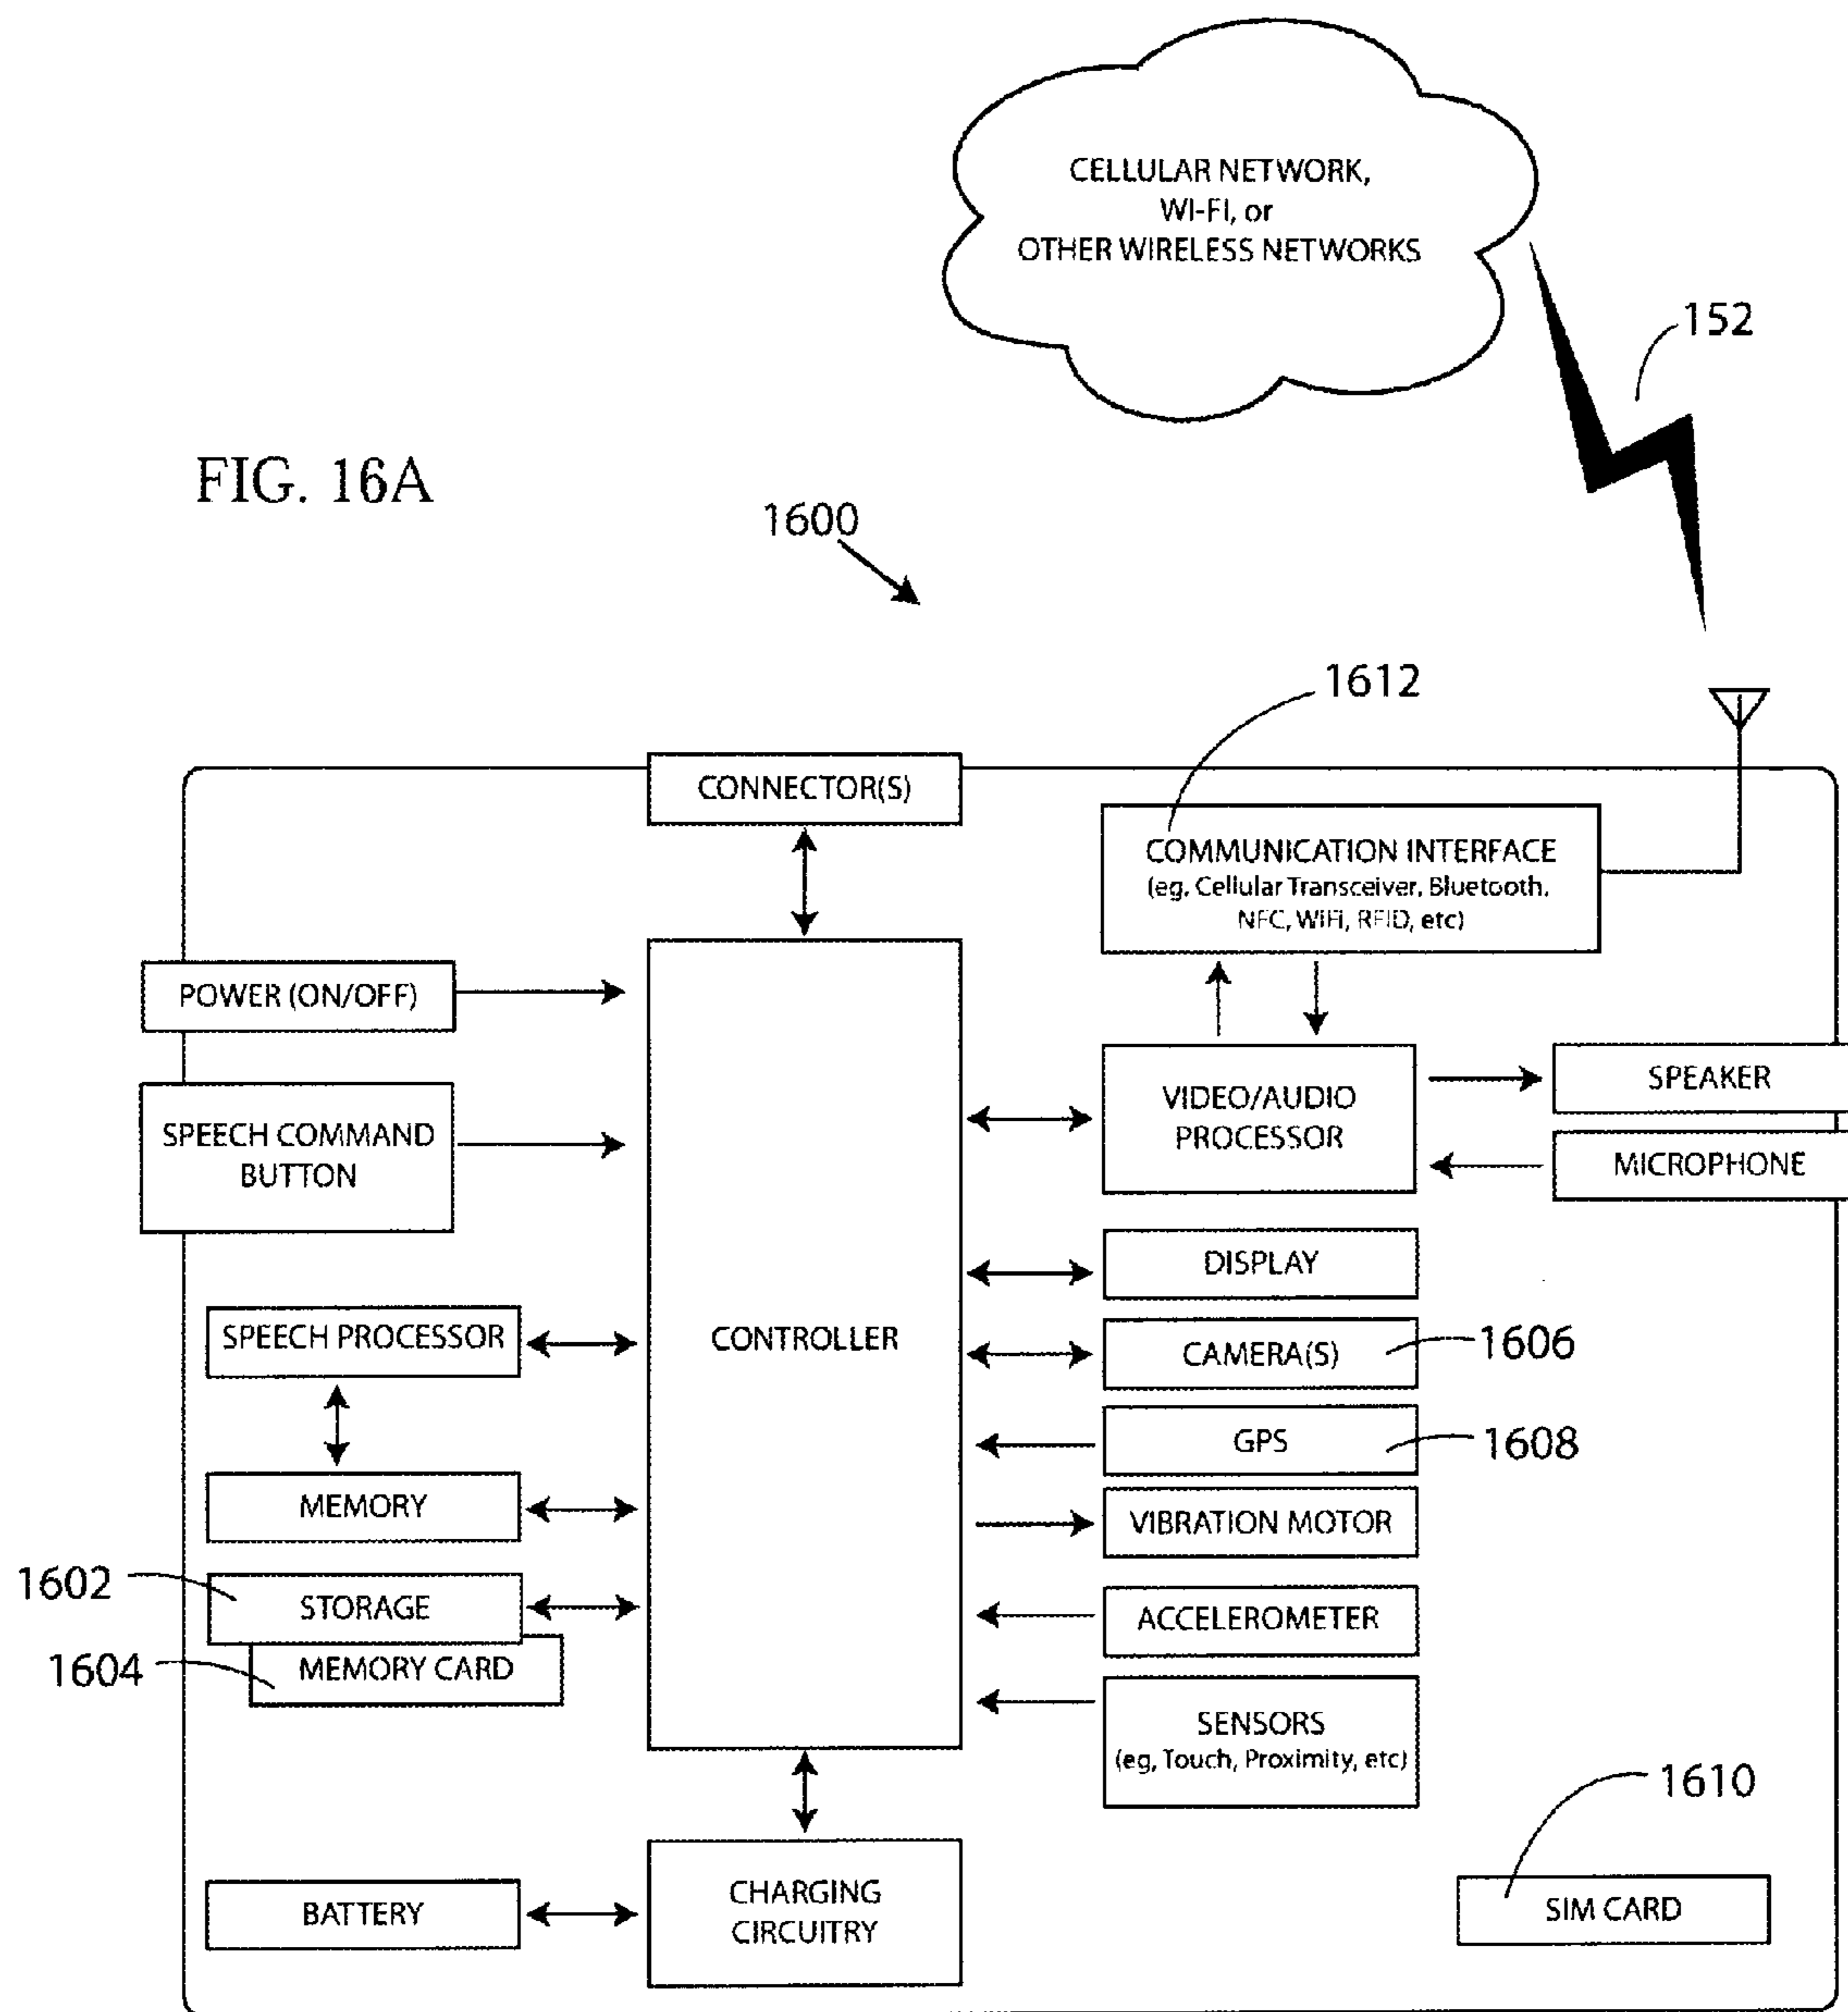 CELLULAR NETWORK,
WI-FI, or
OTHER WIRELESS NETWORKS
152
FIG. 16A
1600
1612
CONNECTOR(S)
COMMUNICATION INTERFACE
(eg, Cellular Transceiver, Bluetooth,
NFC, WiFi, RFID, etc)
POWER (ON/OFF)
SPEECH COMMAND
BUTTON
VIDEO/AUDIO
PROCESSOR
SPEAKER
MICROPHONE
DISPLAY
SPEECH PROCESSOR
CONTROLLER
CAMERA(S)
1606
GPS
1608
MEMORY
VIBRATION MOTOR
1602
STORAGE
ACCELEROMETER
1604
MEMORY CARD
SENSORS
(eg, Touch, Proximity, etc)
1610
BATTERY
CHARGING
CIRCUITRY
SIM CARD